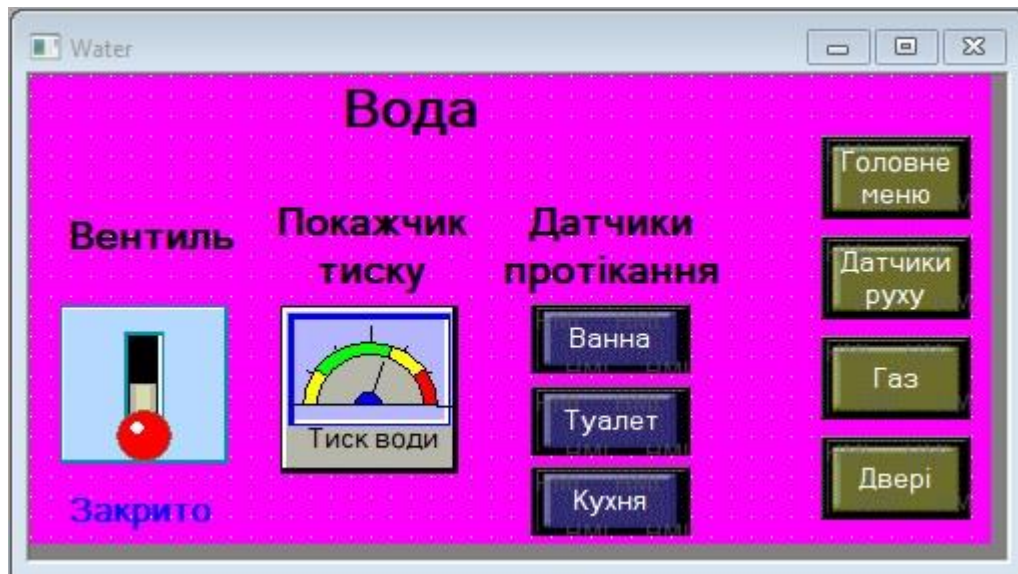 Water
Вода
Вентиль
Закрито
Покажчик
тиску
Тиск води
Датчики
протікання
Ванна
Туалет
Кухня
Головне
меню
Датчики
руху
Газ
Двері